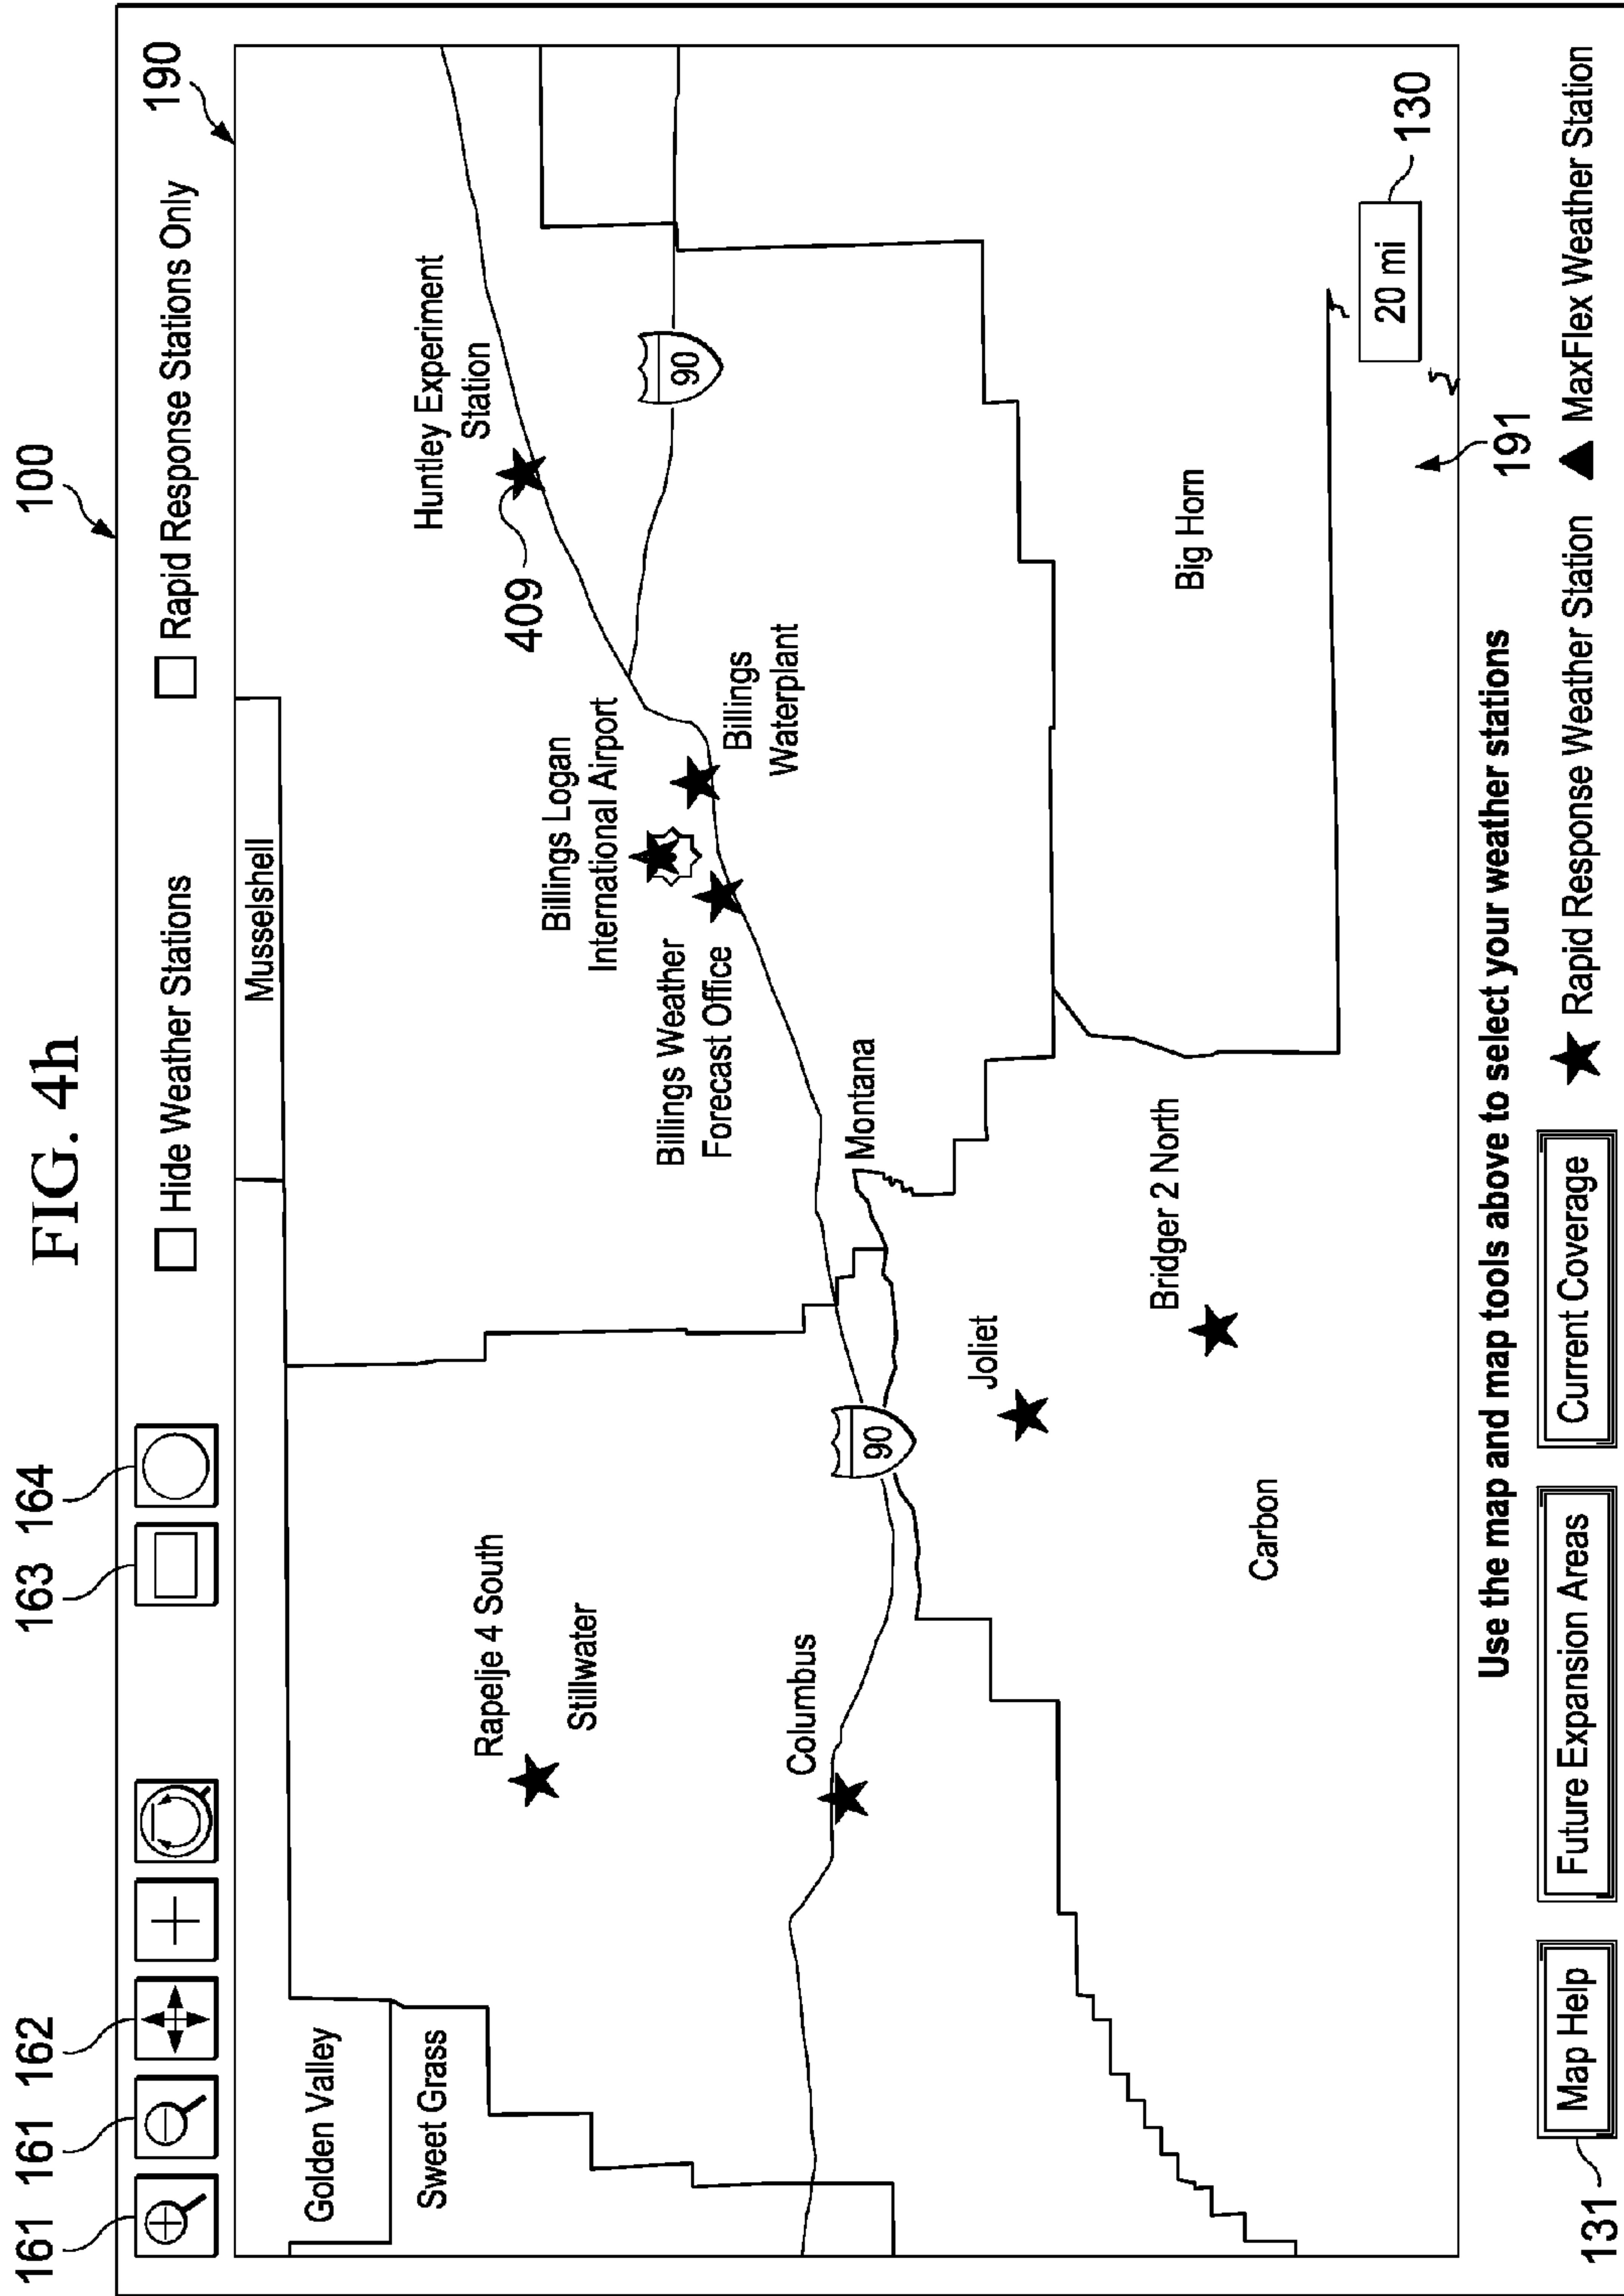 FIG. 4h
100
161
161
162
163
164
190
Hide Weather Stations
Rapid Response Stations Only
Musselshell
Golden Valley
Sweet Grass
Rapelje 4 South
Stillwater
Columbus
Huntley Experiment
Station
409
Billings Logan
International Airport
Billings Weather
Forecast Office
Billings
Waterplant
90
90
Montana
Joliet
Bridger 2 North
Carbon
Big Horn
20 mi
130
191
Use the map and map tools above to select your weather stations
131
Map Help
Future Expansion Areas
Current Coverage
Rapid Response Weather Station
MaxFlex Weather Station